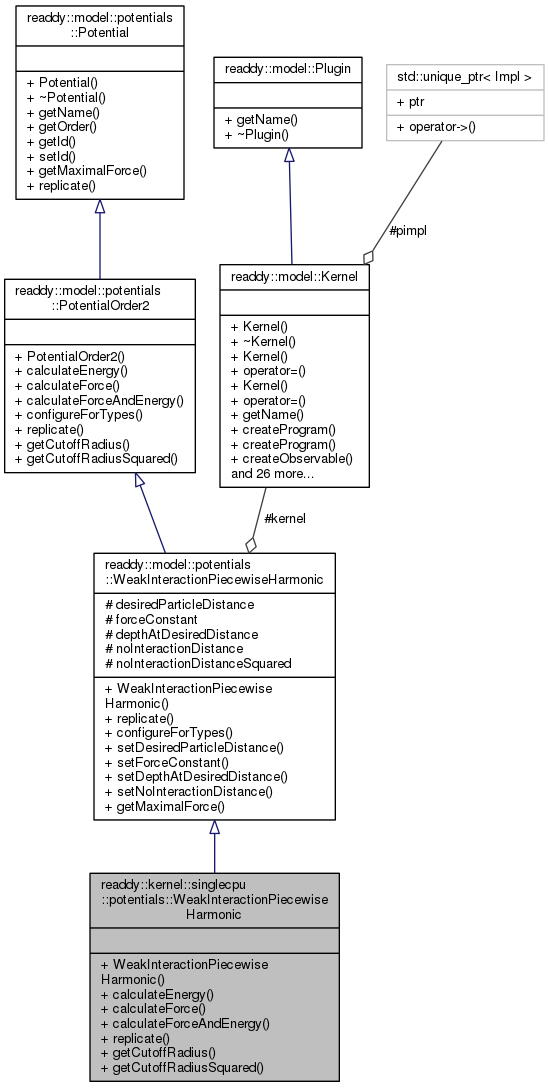 readdy::model::potentials
::Potential
+ Potential()
+ ~Potential()
+ getName()
+ getOrder()
+ getId()
+ setId()
+ getMaximalForce()
+ replicate()
readdy::model::Plugin
+ getName()
+ ~Plugin()
std::unique_ptr< Impl >
+ ptr
+ operator->()
#pimpl
readdy::model::potentials
::PotentialOrder2
+ PotentialOrder2()
+ calculateEnergy()
+ calculateForce()
+ calculateForceAndEnergy()
+ configureForTypes()
+ replicate()
+ getCutoffRadius()
+ getCutoffRadiusSquared()
readdy::model::Kernel
+ Kernel()
+ ~Kernel()
+ Kernel()
+ operator=()
+ Kernel()
+ operator=()
+ getName()
+ createProgram()
+ createProgram()
+ createObservable()
and 26 more...
#kernel
readdy::model::potentials
::WeakInteractionPiecewiseHarmonic
# desiredParticleDistance
# forceConstant
# depthAtDesiredDistance
# noInteractionDistance
# noInteractionDistanceSquared
+ WeakInteractionPiecewise
Harmonic()
+ replicate()
+ configureForTypes()
+ setDesiredParticleDistance()
+ setForceConstant()
+ setDepthAtDesiredDistance()
+ setNoInteractionDistance()
+ getMaximalForce()
readdy::kernel::singlecpu
::potentials::WeakInteractionPiecewise
Harmonic
+ WeakInteractionPiecewise
Harmonic()
+ calculateEnergy()
+ calculateForce()
+ calculateForceAndEnergy()
+ replicate()
+ getCutoffRadius()
+ getCutoffRadiusSquared()